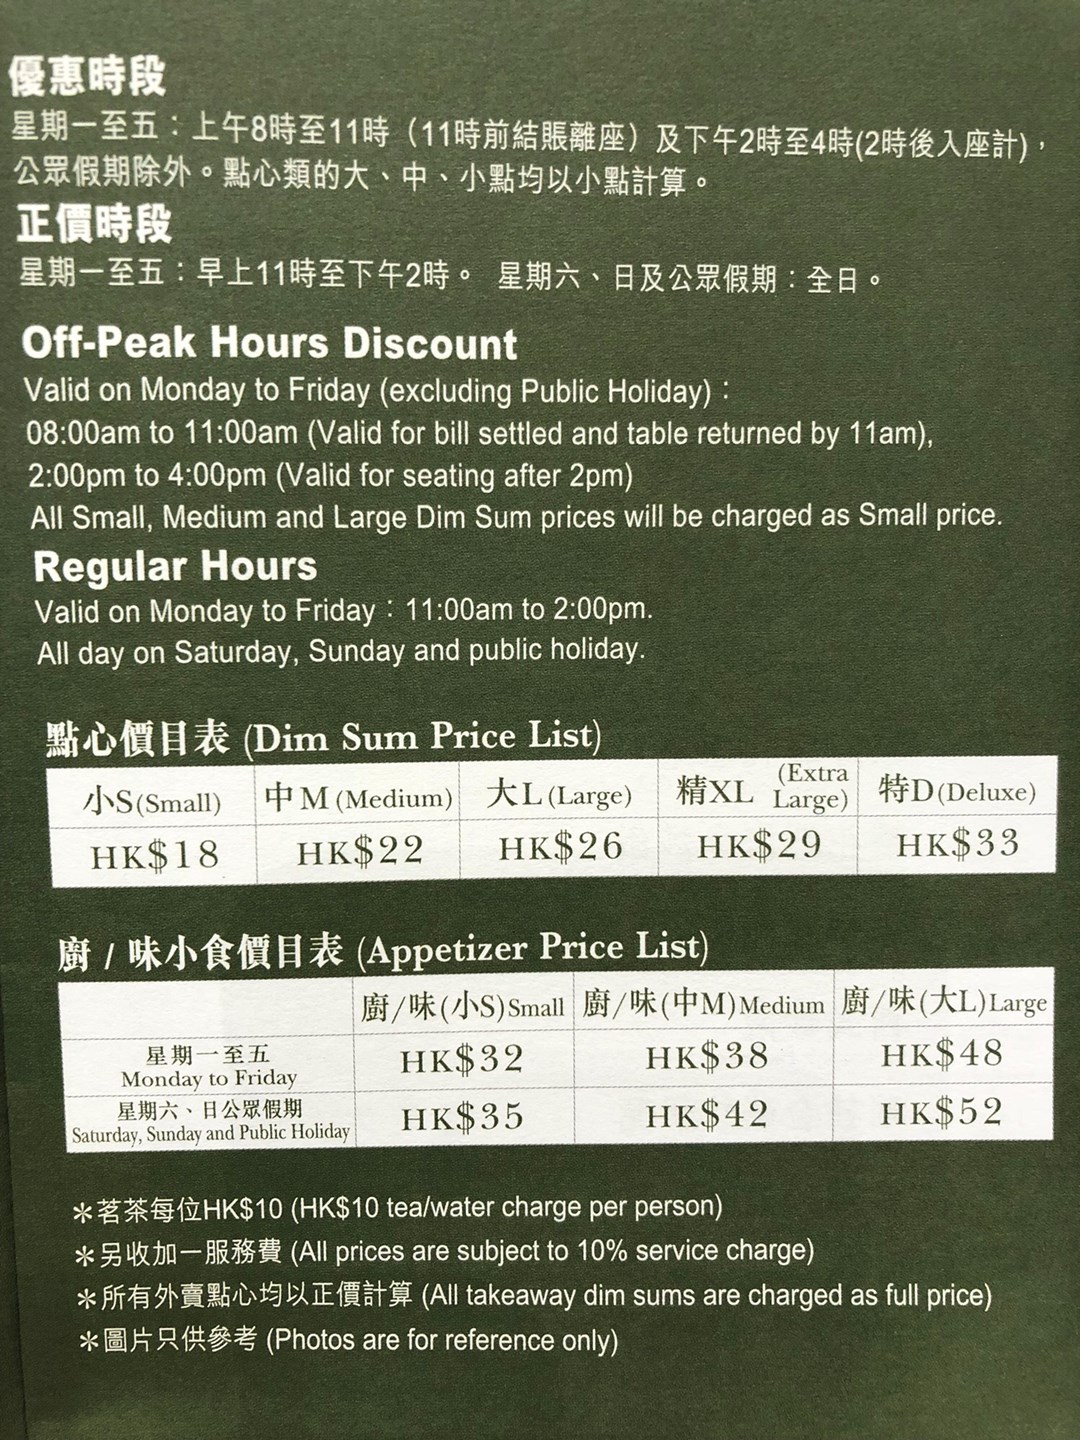 優惠時段
星期一至五：上午8時至11時（11時前結賬離座）及下午2時至4時(2時後入座計)，
公眾假期除外。點心類的大、中、小點均以小點計算。
正價時段
星期一至五：早上11時至下午2時。 星期六、日及公眾假期：全日。
Off-Peak Hours Discount
Valid on Monday to Friday (excluding Public Holiday)：
08:00am to 11:00am (Valid for bill settled and table returned by 11am),
2:00pm to 4:00pm (Valid for seating after 2pm)
All Small, Medium and Large Dim Sum prices will be charged as Small price.
Regular Hours
Valid on Monday to Friday：11:00am to 2:00pm.
All day on Saturday, Sunday and public holiday.
點心價目表 (Dim Sum Price List)
小S(Small) 中M(Medium) 大L(Large) 精XL (Extra Large) 特D(Deluxe)
HK$18 HK$22 HK$26 HK$29 HK$33
廚 / 味小食價目表 (Appetizer Price List)
廚/味(小S)Small 廚/味(中M)Medium 廚/味(大L)Large
星期一至五
Monday to Friday HK$32 HK$38 HK$48
星期六、日公眾假期
Saturday, Sunday and Public Holiday HK$35 HK$42 HK$52
＊茗茶每位HK$10 (HK$10 tea/water charge per person)
＊另收加一服務費 (All prices are subject to 10% service charge)
＊所有外賣點心均以正價計算 (All takeaway dim sums are charged as full price)
＊圖片只供參考 (Photos are for reference only)